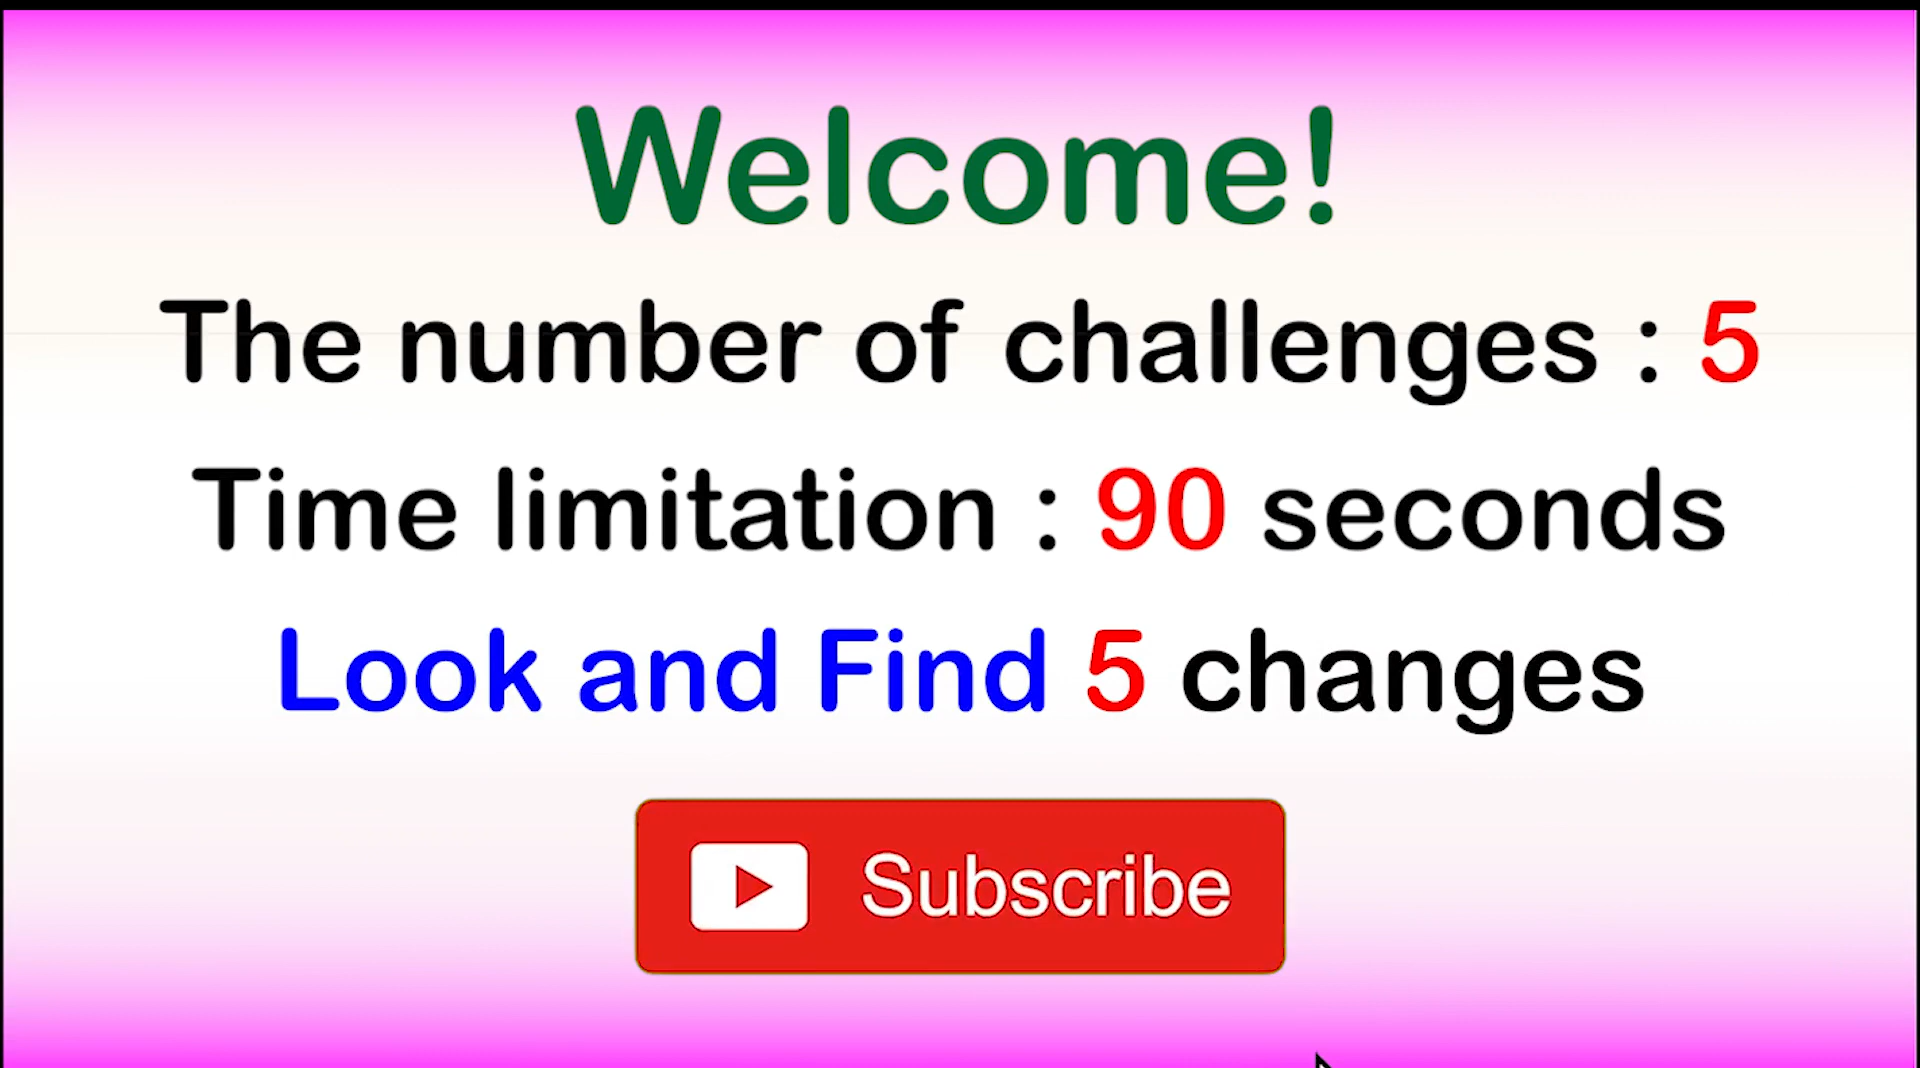 Welcome!
The number of challenges : 5
Time limitation : 90 seconds
Look and Find 5 changes
Subscribe